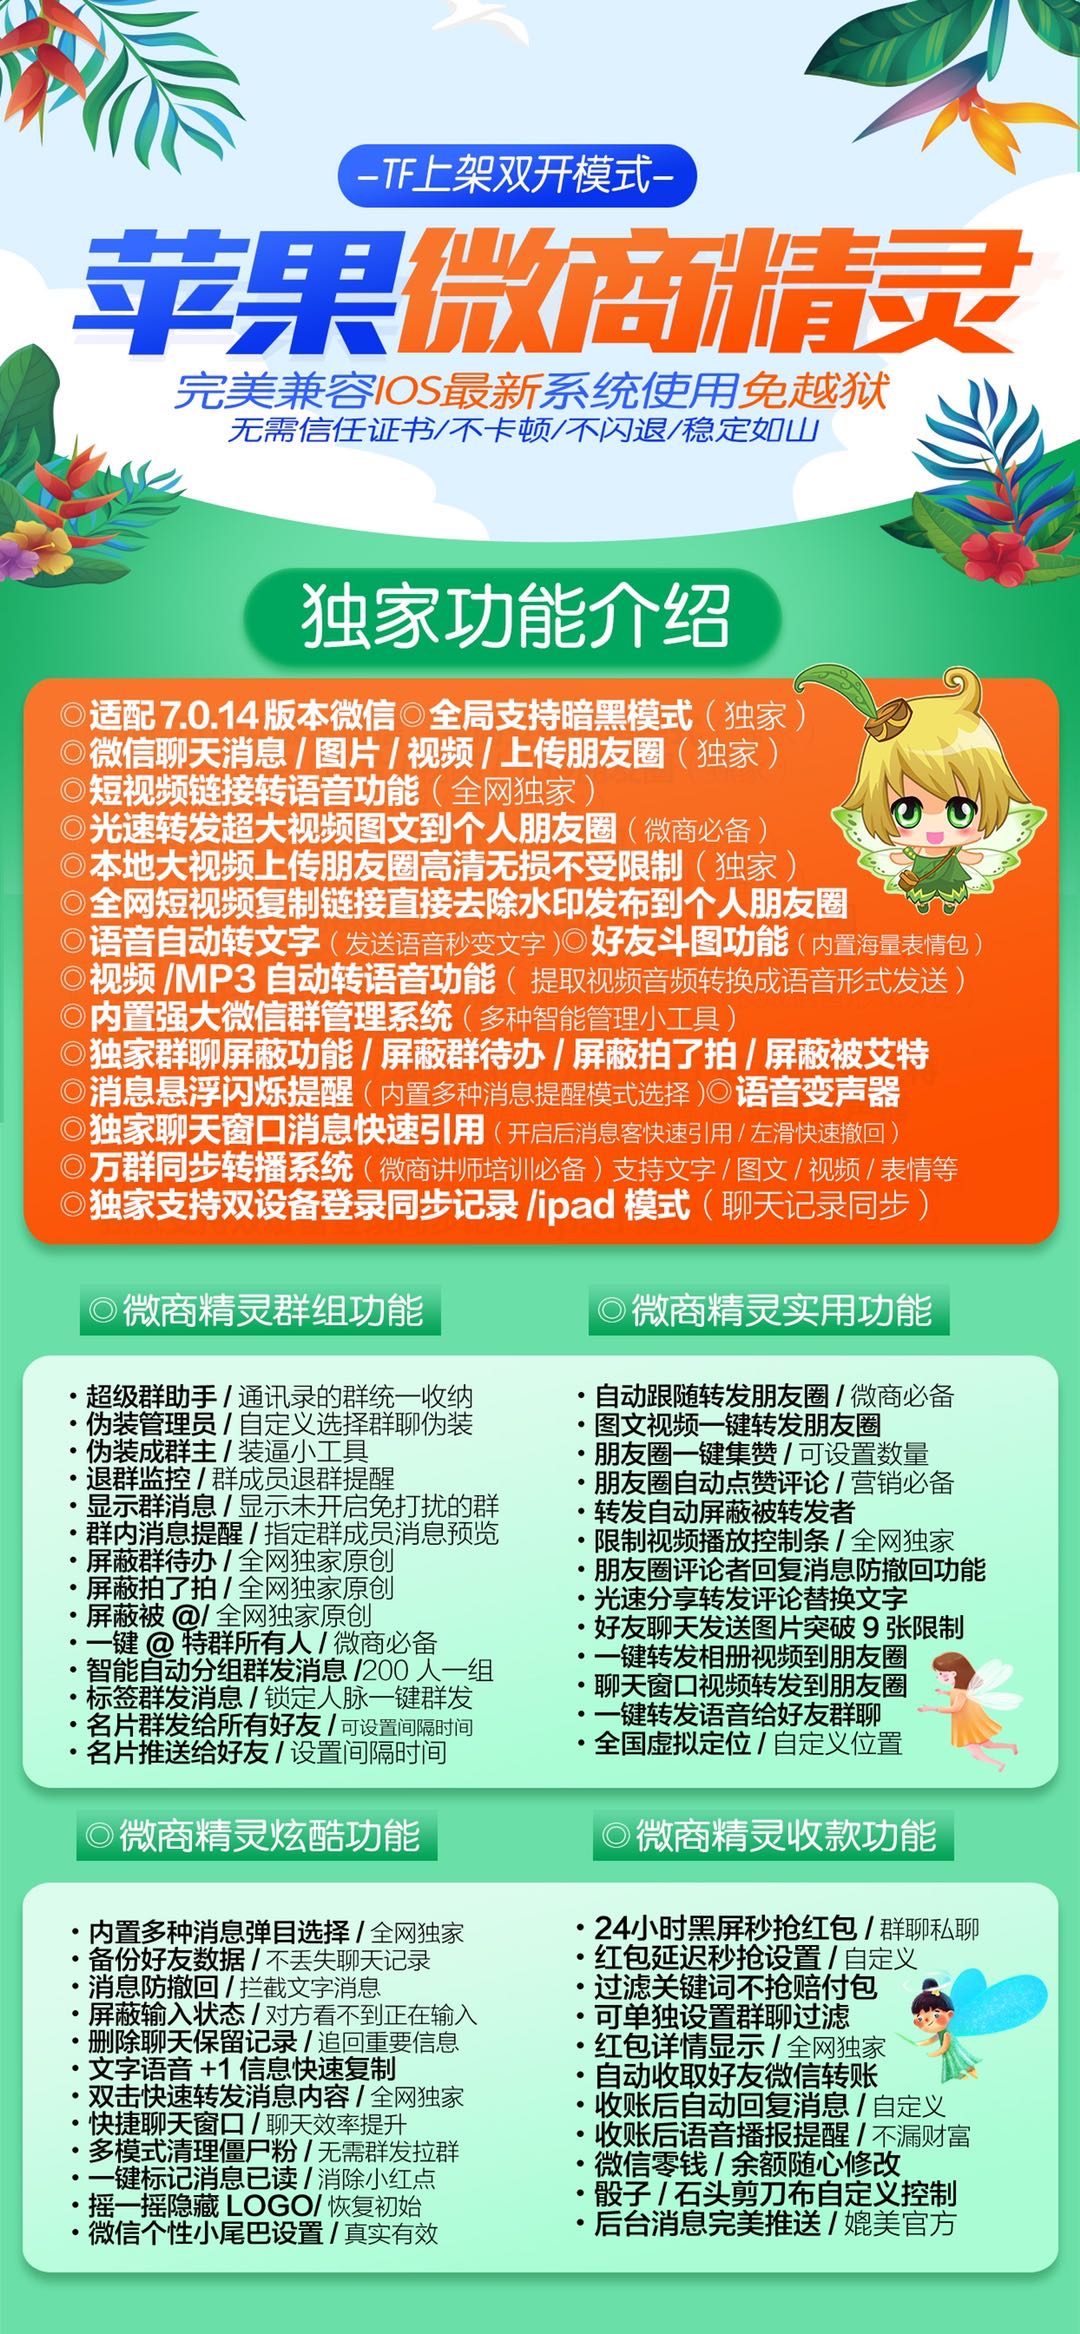 –TF上架双开模式–
苹果微商精灵
完美兼容IOS最新系统使用免越狱
无需信任证书/不卡顿/不闪退/稳定如山
独家功能介绍
◎适配7.0.14版本微信◎全局支持暗黑模式（独家）
◎微信聊天消息/图片/视频/上传朋友圈（独家）
◎短视频链接转语音功能（全网独家）
◎光速转发超大视频图文到个人朋友圈（微商必备）
◎本地大视频上传朋友圈高清无损不受限制（独家）
◎全网短视频复制链接直接去除水印发布到个人朋友圈
◎语音自动转文字（发送语音秒变文字）◎好友斗图功能（内置海量表情包）
◎视频/MP3自动转语音功能（提取视频音频转换成语音形式发送）
◎内置强大微信群管理系统（多种智能管理小工具）
◎独家群聊屏蔽功能/屏蔽群待办/屏蔽拍了拍/屏蔽被艾特
◎消息悬浮闪烁提醒（内置多种消息提醒模式选择）◎语音变声器
◎独家聊天窗口消息快速引用（开启后消息客快速引用/左滑快速撤回）
◎万群同步转播系统（微商讲师培训必备）支持文字/图文/视频/表情等
◎独家支持双设备登录同步记录/ipad模式（聊天记录同步）
◎微商精灵群组功能
·超级群助手/通讯录的群统一收纳
·伪装管理员/自定义选择群聊伪装
·伪装成群主/装逼小工具
·退群监控/群成员退群提醒
·显示群消息/显示未开启免打扰的群
·群内消息提醒/指定群成员消息预览
·屏蔽群待办/全网独家原创
·屏蔽拍了拍/全网独家原创
·屏蔽被@/全网独家原创
·一键@特群所有人/微商必备
·智能自动分组群发消息/200人一组
·标签群发消息/锁定人脉一键群发
·名片群发给所有好友/可设置间隔时间
·名片推送给好友/设置间隔时间
◎微商精灵实用功能
·自动跟随转发朋友圈/微商必备
·图文视频一键转发朋友圈
·朋友圈一键集赞/可设置数量
·朋友圈自动点赞评论/营销必备
·转发自动屏蔽被转发者
·限制视频播放控制条/全网独家
·朋友圈评论者回复消息防撤回功能
·光速分享转发评论替换文字
·好友聊天发送图片突破9张限制
·一键转发相册视频到朋友圈
·聊天窗口视频转发到朋友圈
·一键转发语音给好友群聊
·全国虚拟定位/自定义位置
◎微商精灵炫酷功能
·内置多种消息弹目选择/全网独家
·备份好友数据/不丢失聊天记录
·消息防撤回/拦截文字消息
·屏蔽输入状态/对方看不到正在输入
·删除聊天保留记录/追回重要信息
·文字语音+1信息快速复制
·双击快速转发消息内容/全网独家
·快捷聊天窗口/聊天效率提升
·多模式清理僵尸粉/无需群发拉群
·一键标记消息已读/消除小红点
·摇一摇隐藏LOGO/恢复初始
·微信个性小尾巴设置/真实有效
◎微商精灵收款功能
·24小时黑屏秒抢红包/群聊私聊
·红包延迟秒抢设置/自定义
·过滤关键词不抢赔付包
·可单独设置群聊过滤
·红包详情显示/全网独家
·自动收取好友微信转账
·收账后自动回复消息/自定义
·收账后语音播报提醒/不漏财富
·微信零钱/余额随心修改
·骰子/石头剪刀布自定义控制
·后台消息完美推送/媲美官方